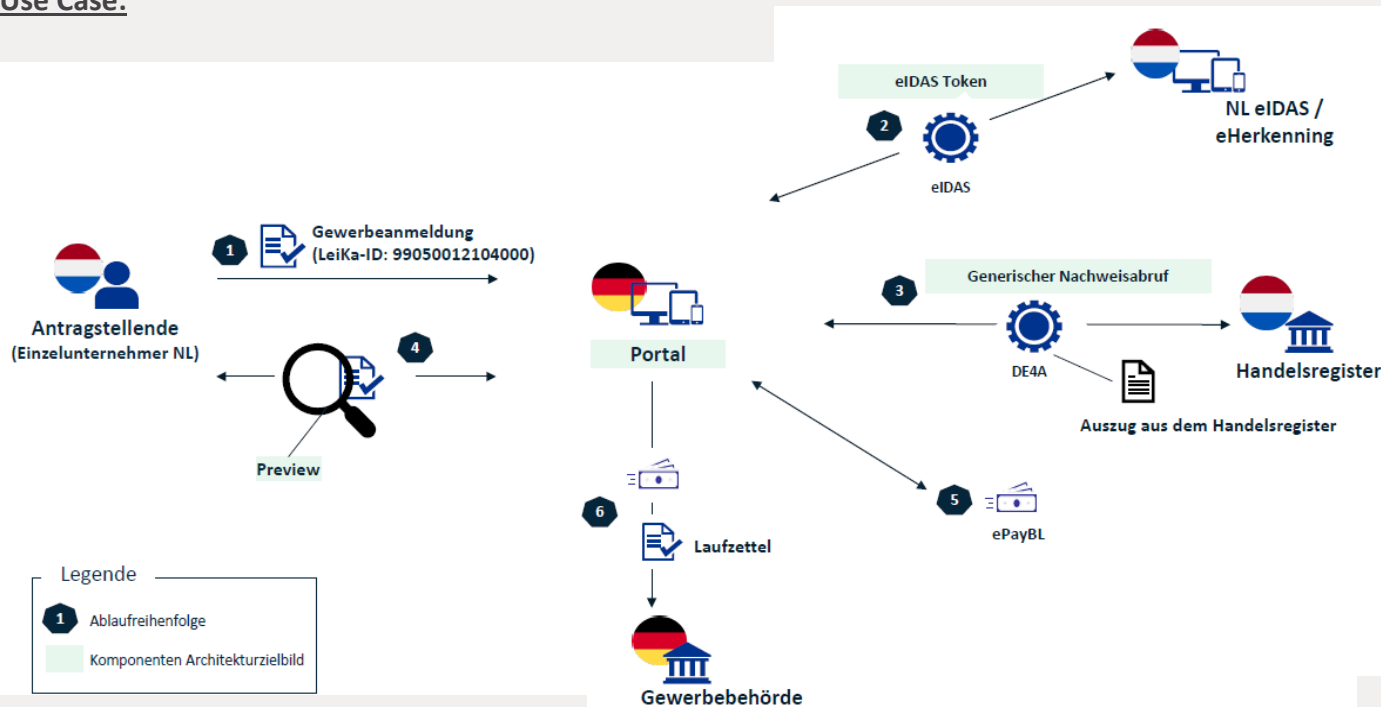 Use Case:
eIDAS Token
2
eIDAS
NL eIDAS /
eHerkenning
1
Gewerbeanmeldung
(LeiKa-ID: 99050012104000)
Antragstellende
(Einzelunternehmer NL)
4
Preview
Portal
3
Generischer Nachweisabruf
DE4A
Handelsregister
Auszug aus dem Handelsregister
5
ePayBL
6
Laufzettel
Gewerbebehörde
Legende
1
Ablaufreihenfolge
Komponenten Architekturzielbild